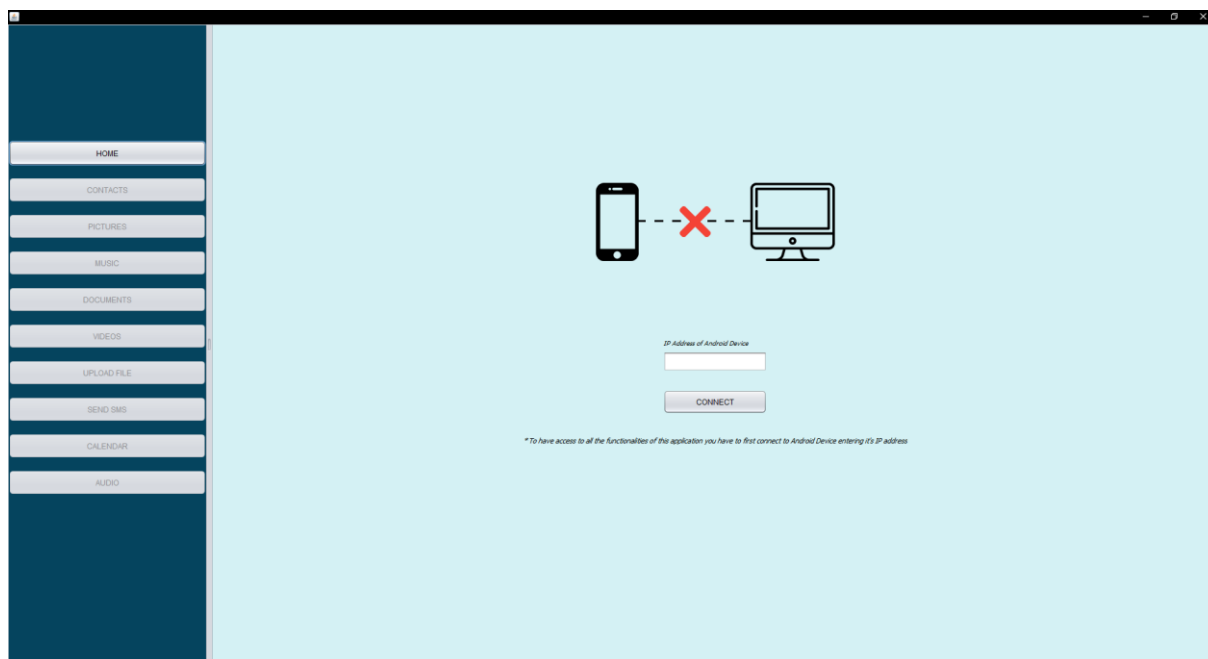 HOME
CONTACTS
PICTURES
MUSIC
DOCUMENTS
VIDEOS
UPLOAD FILE
SEND SMS
CALENDAR
AUDIO
IP Address of Android Device
CONNECT
* To have access to all the functionalities of this application you have to first connect to Android Device entering it's IP address